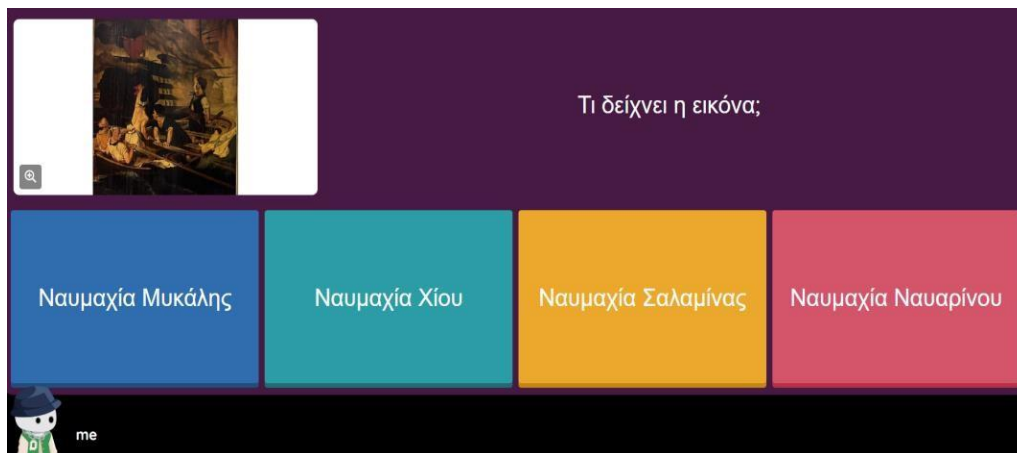 Τι δείχνει η εικόνα;
Ναυμαχία Μυκάλης
Ναυμαχία Χίου
Ναυμαχία Σαλαμίνας
Ναυμαχία Ναυαρίνου
D
me